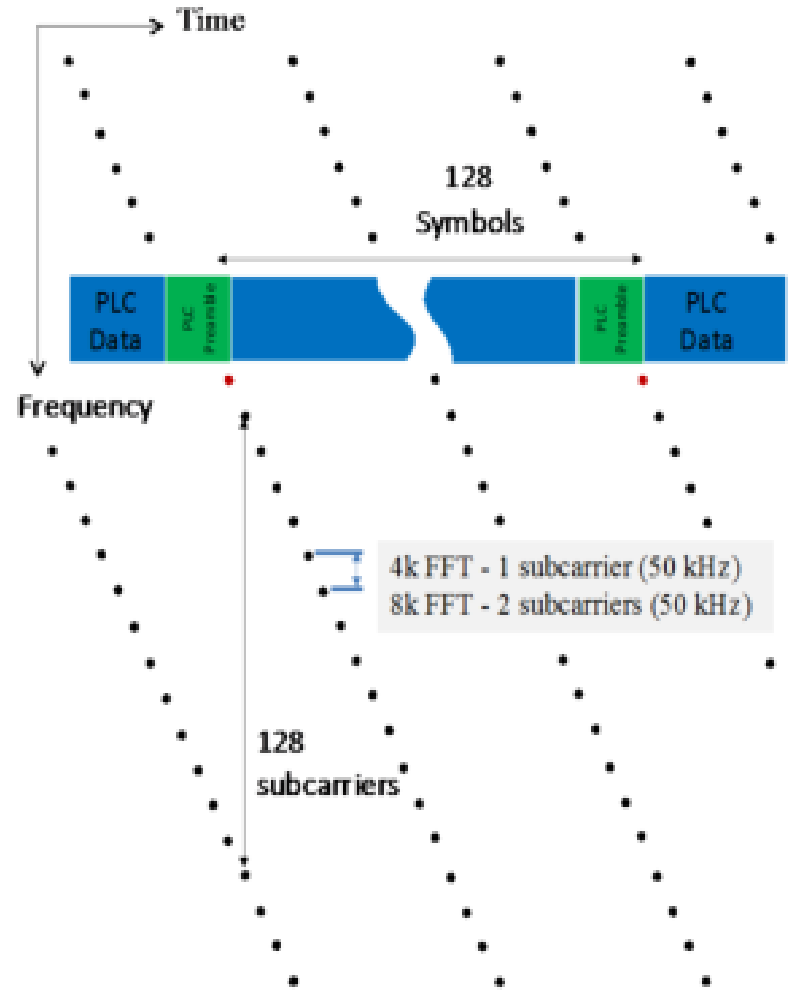 Time
128
Symbols
PLC
Data
PLC
Preamble
PLC
Preamble
PLC
Data
Frequency
4k FFT - 1 subcarrier (50 kHz)
8k FFT - 2 subcarriers (50 kHz)
128
subcarriers